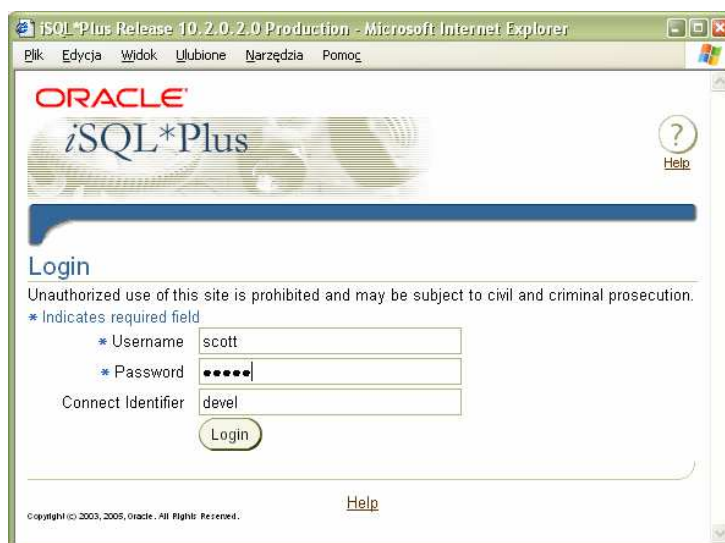 iSQL*Plus Release 10.2.0.2.0 Production - Microsoft Internet Explorer
Plik Edycja Widok Ulubione Narzędzia Pomoc
ORACLE
iSQL*Plus
?
Help
Login
Unauthorized use of this site is prohibited and may be subject to civil and criminal prosecution.
* Indicates required field
* Username scott
* Password •••••
Connect Identifier devel
Login
Help
Copyright (c) 2003, 2005, Oracle. All Rights Reserved.